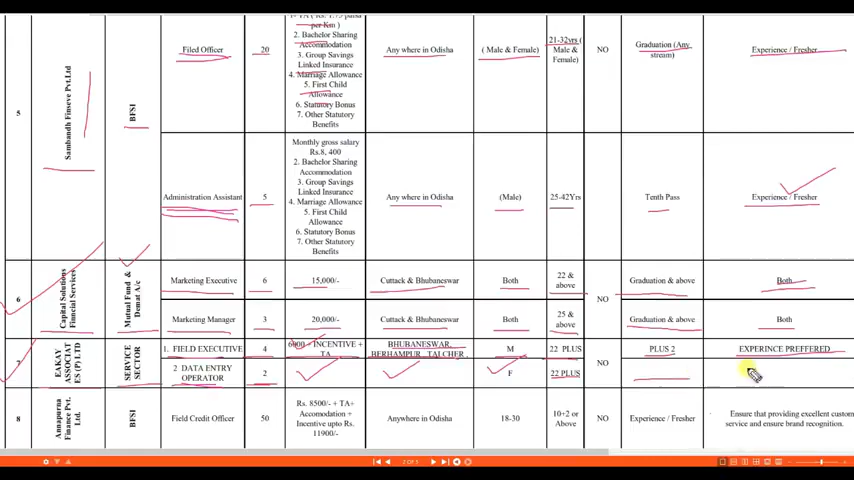 1- TA ( Rs. 1.75 paisa
per Km )
Filed Officer
20
2. Bachelor Sharing
Accommodation
3. Group Savings
Linked Insurance
4. Marriage Allowance
5. First Child
Allowance
6. Statutory Bonus
7. Other Statutory
Benefits
Any where in Odisha
( Male & Female)
21-32yrs (
Male &
Female)
NO
Graduation (Any
stream)
Experience / Fresher
5
Sambandh Finseve Pvt.Ltd
BFSI
Administration Assistant
5
Monthly gross salary
Rs.8, 400
2. Bachelor Sharing
Accommodation
3. Group Savings
Linked Insurance
4. Marriage Allowance
5. First Child
Allowance
6. Statutory Bonus
7. Other Statutory
Benefits
Any where in Odisha
(Male)
25-42Yrs
Tenth Pass
Experience / Fresher
6
Capital Solutions
Fincial Services
Mutual Fund &
Demat A/c
Marketing Executive
6
15,000/-
Cuttack & Bhubaneswar
Both
22 &
above
NO
Graduation & above
Both
Marketing Manager
3
20,000/-
Cuttack & Bhubaneswar
Both
25 &
above
Graduation & above
Both
7
EAKAY
ASSOCIAT
ES (P) LTD
SERVICE
SECTOR
1. FIELD EXECUTIVE
4
6000 + INCENTIVE +
TA
BHUBANESWAR,
BERHAMPUR, TALCHER,
M
22 PLUS
NO
PLUS 2
EXPERINCE PREFFERED
2 DATA ENTRY
OPERATOR
2
F
22 PLUS
8
Annapurna
Finance Pvt.
Ltd.
BFSI
Field Credit Officer
50
Rs. 8500/- + TA+
Accomodation +
Incentive upto Rs.
11900/-
Anywhere in Odisha
18-30
10+2 or
Above
NO
Experience / Fresher
Ensure that providing excellent custom
service and ensure brand recognition.
2 OF 3